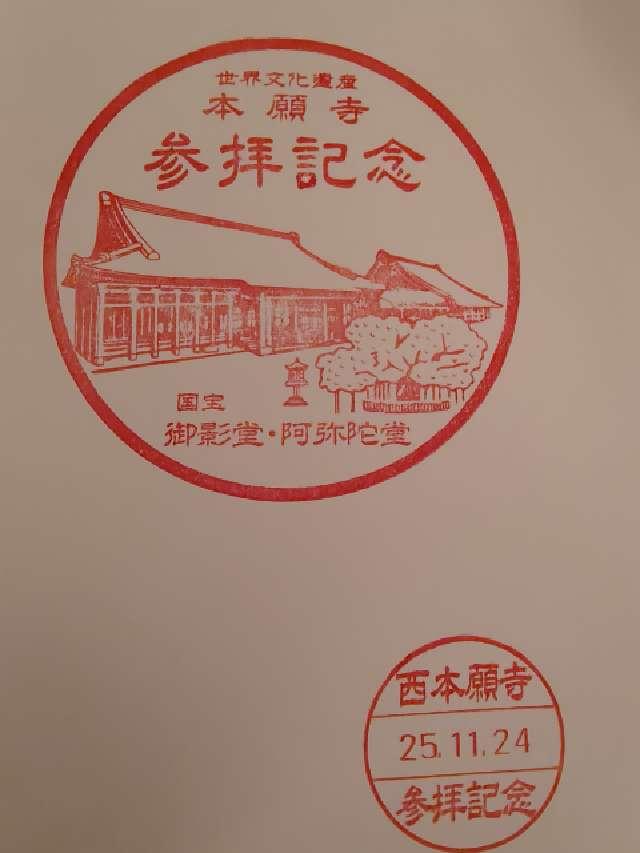 世界文化遺産
本願寺
参拝記念
国宝
御影堂・阿弥陀堂
西本願寺
25.11.24
参拝記念